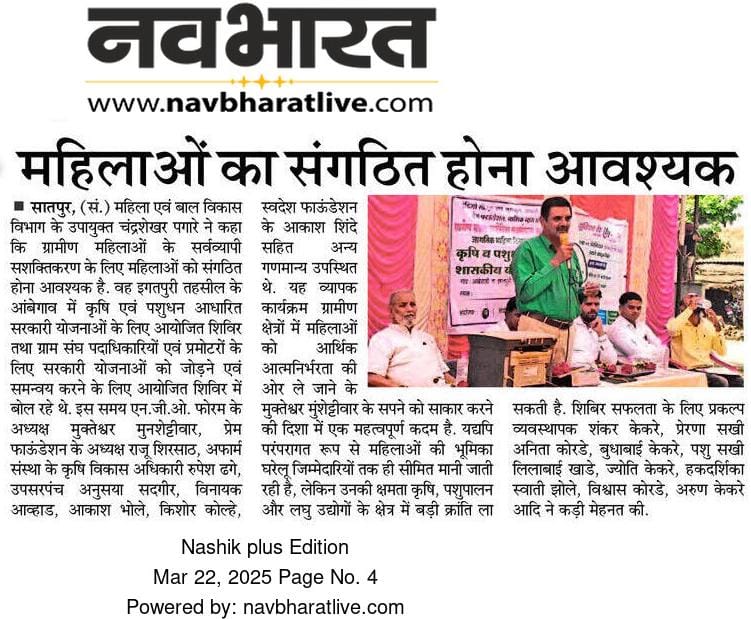 नवभारत
www.navbharatlive.com
महिलाओं का संगठित होना आवश्यक
■ सातपुर, (सं.) महिला एवं बाल विकास
विभाग के उपायुक्त चंद्रशेखर पगारे ने कहा
कि ग्रामीण महिलाओं के सर्वव्यापी
सशक्तिकरण के लिए महिलाओं को संगठित
होना आवश्यक है. वह इगतपुरी तहसील के
आंबेगाव में कृषि एवं पशुधन आधारित
सरकारी योजनाओं के लिए आयोजित शिविर
तथा ग्राम संघ पदाधिकारियों एवं प्रमोटरों के
लिए सरकारी योजनाओं को जोड़ने एवं
समन्वय करने के लिए आयोजित शिविर में
बोल रहे थे. इस समय एन.जी.ओ. फोरम के
अध्यक्ष मुक्तेश्वर मुनशेट्टीवार, प्रेम
फाऊंडेशन के अध्यक्ष राजू शिरसाठ, अफार्म
संस्था के कृषि विकास अधिकारी रुपेश ढगे,
उपसरपंच अनुसया सदगीर, विनायक
आव्हाड, आकाश भोले, किशोर कोल्हे,
स्वदेश फाऊंडेशन
के आकाश शिंदे
सहित अन्य
गणमान्य उपस्थित
थे. यह व्यापक
कार्यक्रम ग्रामीण
क्षेत्रों में महिलाओं
को आर्थिक
आत्मनिर्भरता की
ओर ले जाने के
मुक्तेश्वर मुंशेट्टीवार के सपने को साकार करने
की दिशा में एक महत्वपूर्ण कदम है. यद्यपि
परंपरागत रूप से महिलाओं की भूमिका
घरेलू जिम्मेदारियों तक ही सीमित मानी जाती
रही है, लेकिन उनकी क्षमता कृषि, पशुपालन
और लघु उद्योगों के क्षेत्र में बड़ी क्रांति ला
कृषि व पशु
शासकीय यो
सकती है. शिबिर सफलता के लिए प्रकल्प
व्यवस्थापक शंकर केकरे, प्रेरणा सखी
अनिता कोरडे, बुधाबाई केकरे, पशु सखी
लिलाबाई खाडे, ज्योति केकरे, हकदर्शिका
स्वाती झोले, विश्वास कोरडे, अरुण केकरे
आदि ने कड़ी मेहनत की.
Nashik plus Edition
Mar 22, 2025 Page No. 4
Powered by: navbharatlive.com